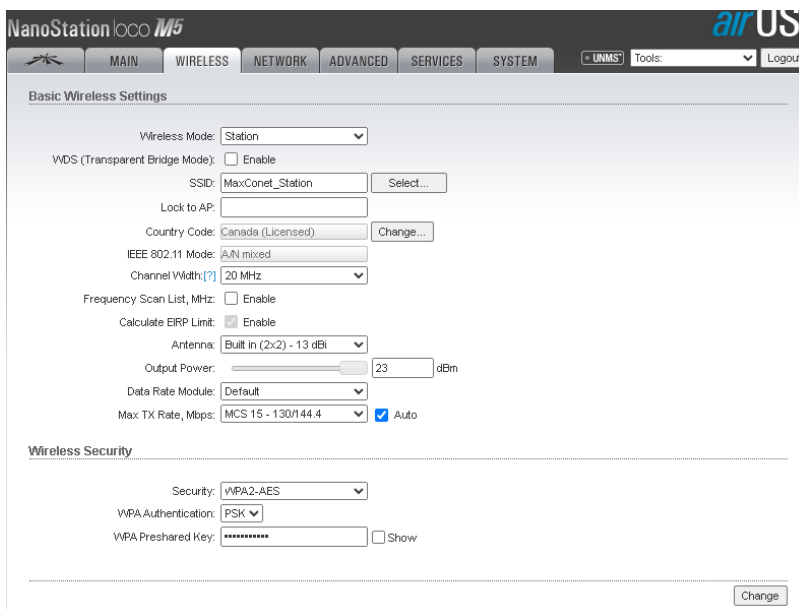 NanoStation loco M5
air US
MAIN WIRELESS NETWORK ADVANCED SERVICES SYSTEM UNMS Tools: Logou
Basic Wireless Settings
Wireless Mode: Station
WDS (Transparent Bridge Mode): Enable
SSID: MaxConet_Station Select...
Lock to AP:
Country Code: Canada (Licensed) Change...
IEEE 802.11 Mode: A/N mixed
Channel Width:[?] 20 MHz
Frequency Scan List, MHz: Enable
Calculate EIRP Limit: Enable
Antenna: Built in (2x2) - 13 dBi
Output Power: 23 dBm
Data Rate Module: Default
Max TX Rate, Mbps: MCS 15 - 130/144.4 Auto
Wireless Security
Security: WPA2-AES
WPA Authentication: PSK
WPA Preshared Key: ••••••••••• Show
Change